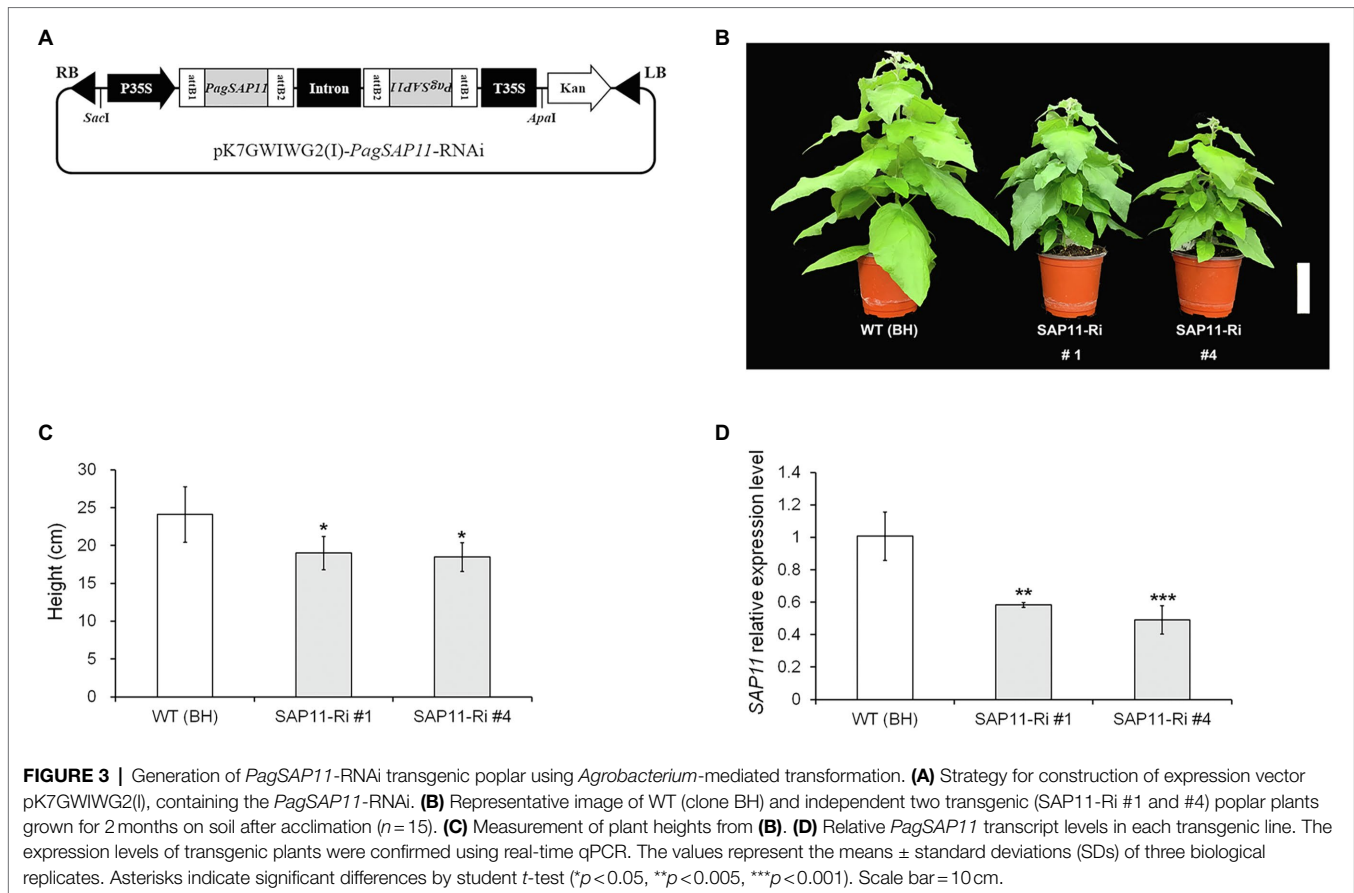 A
RB
P35S
attB1
PagSAP11
attB2
Intron
attB2
PagSAP11
attB1
T35S
Kan
LB
SacI
ApaI
pK7GWIWG2(I)-PagSAP11-RNAi
B
WT (BH)
SAP11-Ri
# 1
SAP11-Ri
#4
C
Height (cm)
30
25
20
15
10
5
0
*
*
WT (BH)
SAP11-Ri #1
SAP11-Ri #4
D
SAP11 relative expression level
1.4
1.2
1
0.8
0.6
0.4
0.2
0
**
***
WT (BH)
SAP11-Ri #1
SAP11-Ri #4
FIGURE 3 | Generation of PagSAP11-RNAi transgenic poplar using Agrobacterium-mediated transformation. (A) Strategy for construction of expression vector
pK7GWIWG2(I), containing the PagSAP11-RNAi. (B) Representative image of WT (clone BH) and independent two transgenic (SAP11-Ri #1 and #4) poplar plants
grown for 2 months on soil after acclimation (n = 15). (C) Measurement of plant heights from (B). (D) Relative PagSAP11 transcript levels in each transgenic line. The
expression levels of transgenic plants were confirmed using real-time qPCR. The values represent the means ± standard deviations (SDs) of three biological
replicates. Asterisks indicate significant differences by student t-test (*p < 0.05, **p < 0.005, ***p < 0.001). Scale bar = 10 cm.